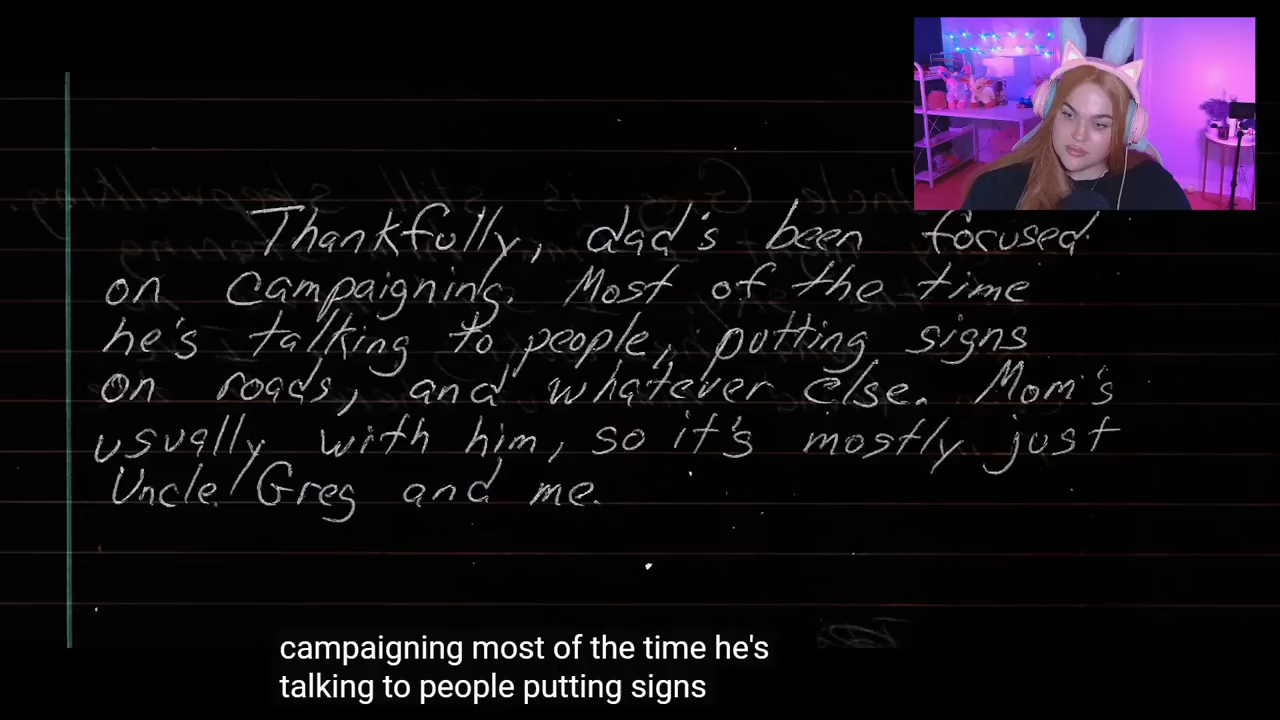 Thankfully, dad's been focused
on campaigning. Most of the time
he's talking to people, putting signs
on roads, and whatever else. Mom's
usually with him, so it's mostly just
Uncle Greg and me.
campaigning most of the time he's
talking to people putting signs